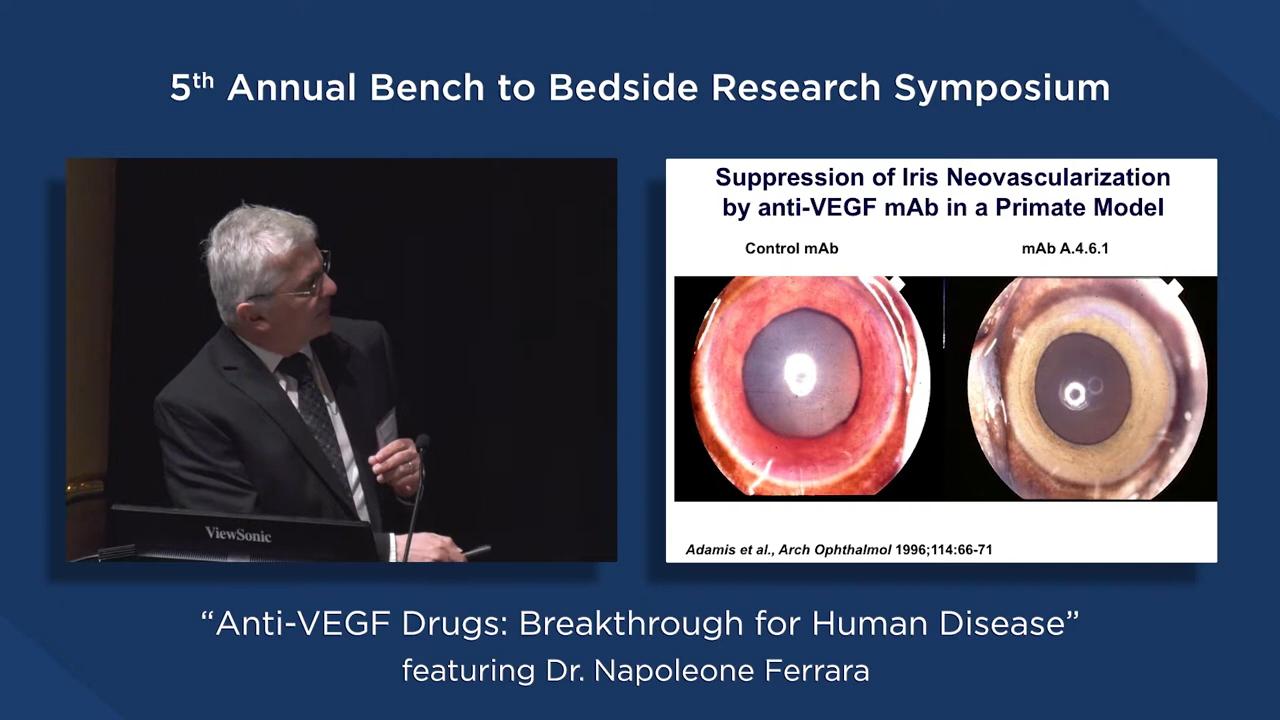 5th Annual Bench to Bedside Research Symposium
Suppression of Iris Neovascularization
by anti-VEGF mAb in a Primate Model
Control mAb
mAb A.4.6.1
ViewSonic
Adamis et al., Arch Ophthalmol 1996;114:66-71
“Anti-VEGF Drugs: Breakthrough for Human Disease”
featuring Dr. Napoleone Ferrara